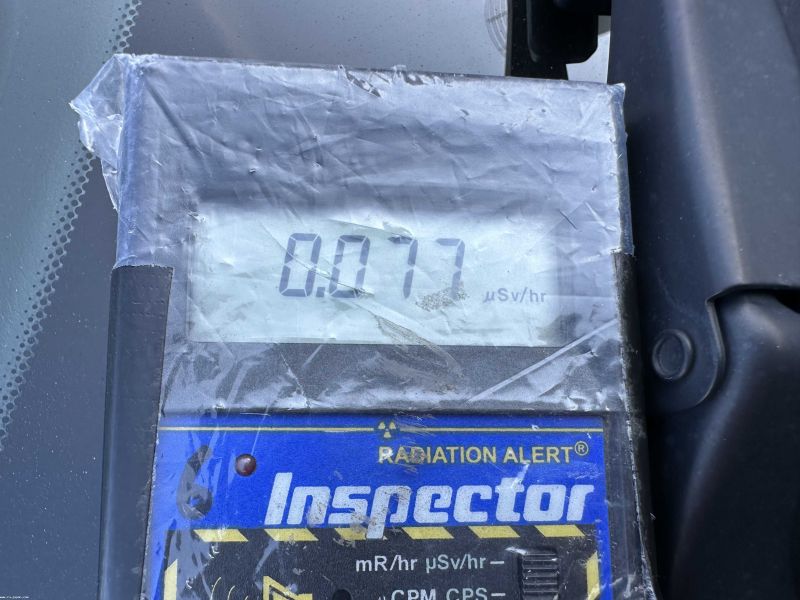 0.077 µSv/hr
RADIATION ALERT®
Inspector
mR/hr µSv/hr
CPM CPS